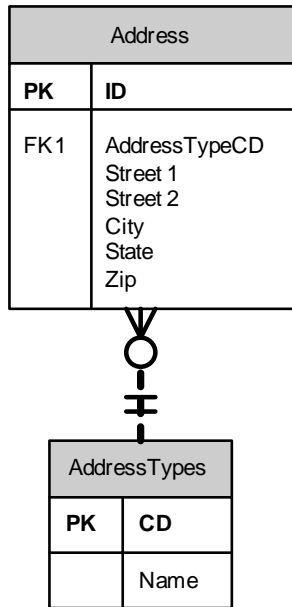 Address
PK ID
FK1 AddressTypeCD
Street 1
Street 2
City
State
Zip
AddressTypes
PK CD
Name